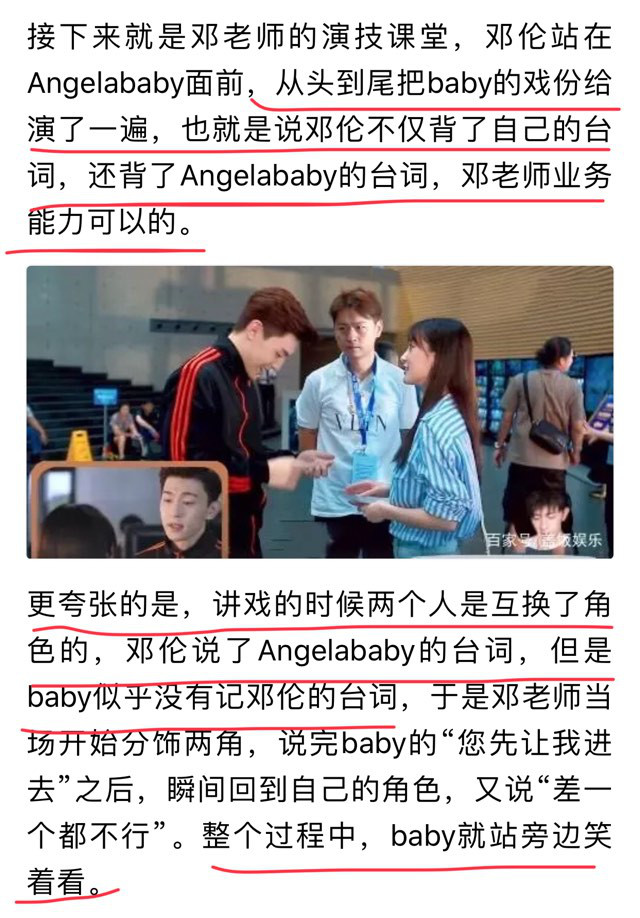 接下来就是邓老师的演技课堂，邓伦站在
Angelababy面前，从头到尾把baby的戏份给
演了一遍，也就是说邓伦不仅背了自己的台
词，还背了Angelababy的台词，邓老师业务
能力可以的。
百家号
娱乐
更夸张的是，讲戏的时候两个人是互换了角
色的，邓伦说了Angelababy的台词，但是
baby似乎没有记邓伦的台词，于是邓老师当
场开始分饰两角，说完baby的“您先让我进
去”之后，瞬间回到自己的角色，又说“差一
个都不行”。整个过程中，baby就站旁边笑
着看。